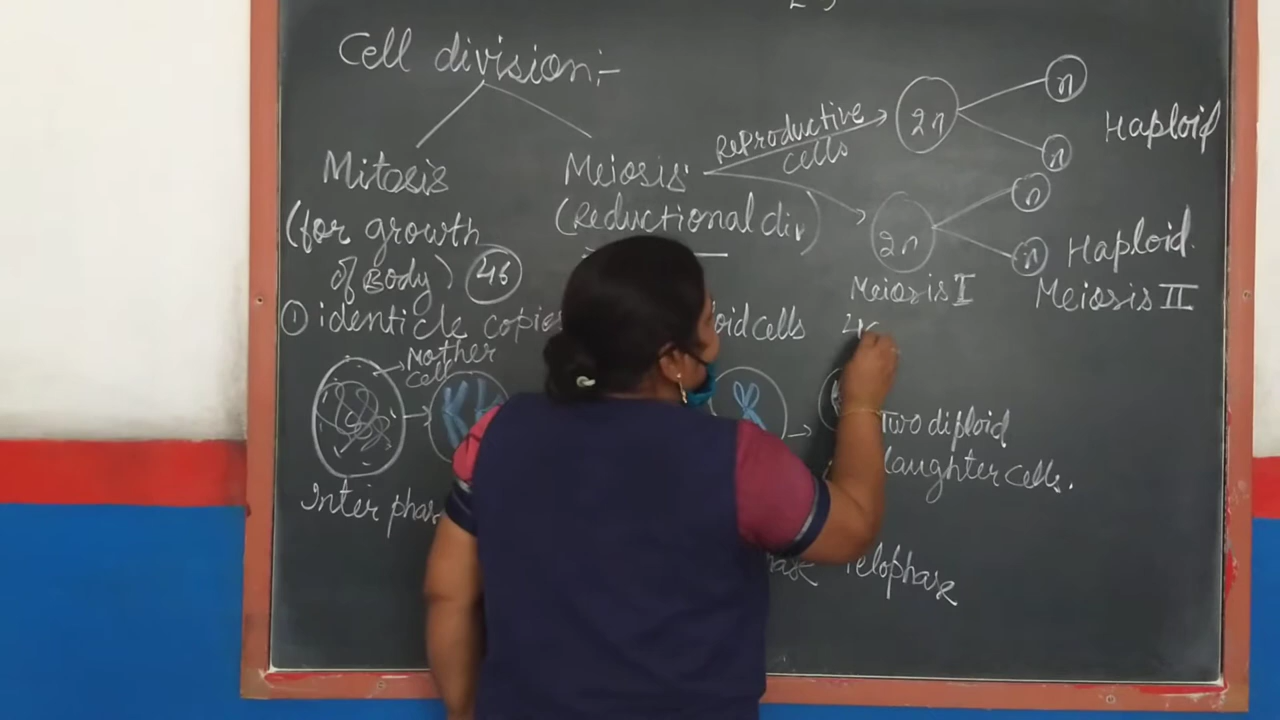 Cell division:-
Mitosis
(for growth
of Body) 46
① identicle copies
Mother
cell
Inter phase
Meiosis
(Reductional div)
Reproductive
cells
2n
n
n
Haploid
2n
n
n
Haploid.
Meiosis I
Meiosis II
cells
Two diploid
daughter cells.
Telophase